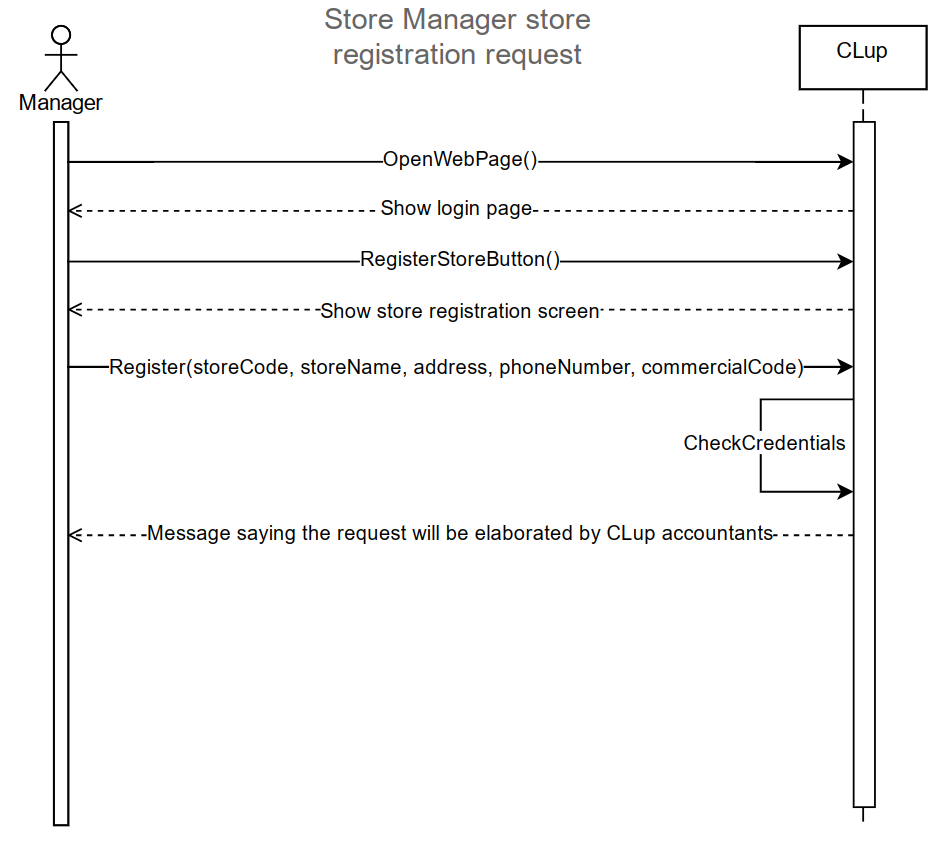 Store Manager store
registration request
CLup
Manager
OpenWebPage()
Show login page
RegisterStoreButton()
Show store registration screen
Register(storeCode, storeName, address, phoneNumber, commercialCode)
CheckCredentials
Message saying the request will be elaborated by CLup accountants